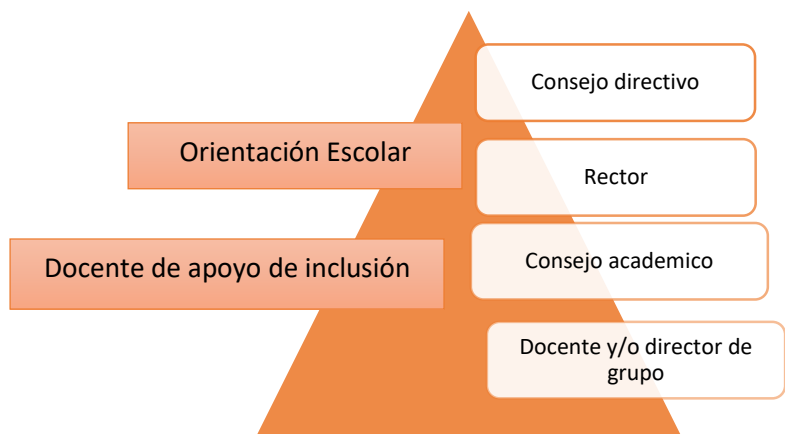 Consejo directivo
Orientación Escolar
Rector
Docente de apoyo de inclusión
Consejo academico
Docente y/o director de
grupo